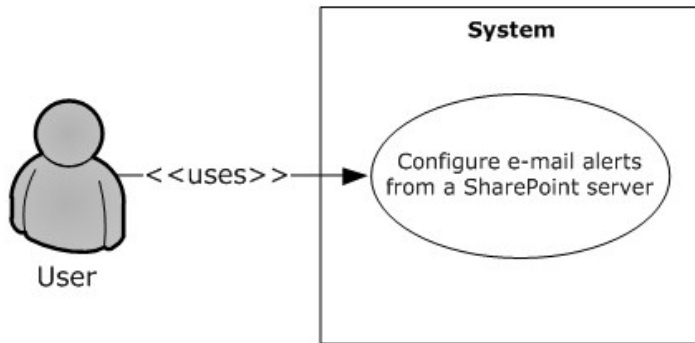 System
Configure e-mail alerts
from a SharePoint server
<<uses>>
User